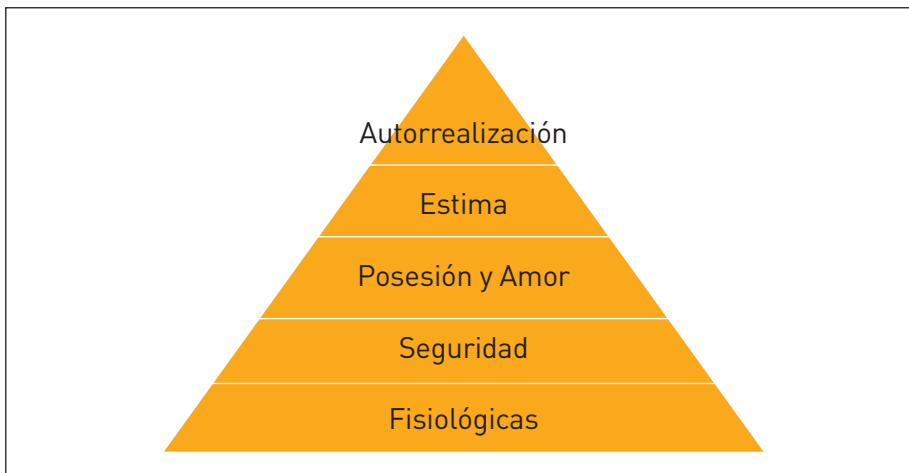 Autorrealización
Estima
Posesión y Amor
Seguridad
Fisiológicas